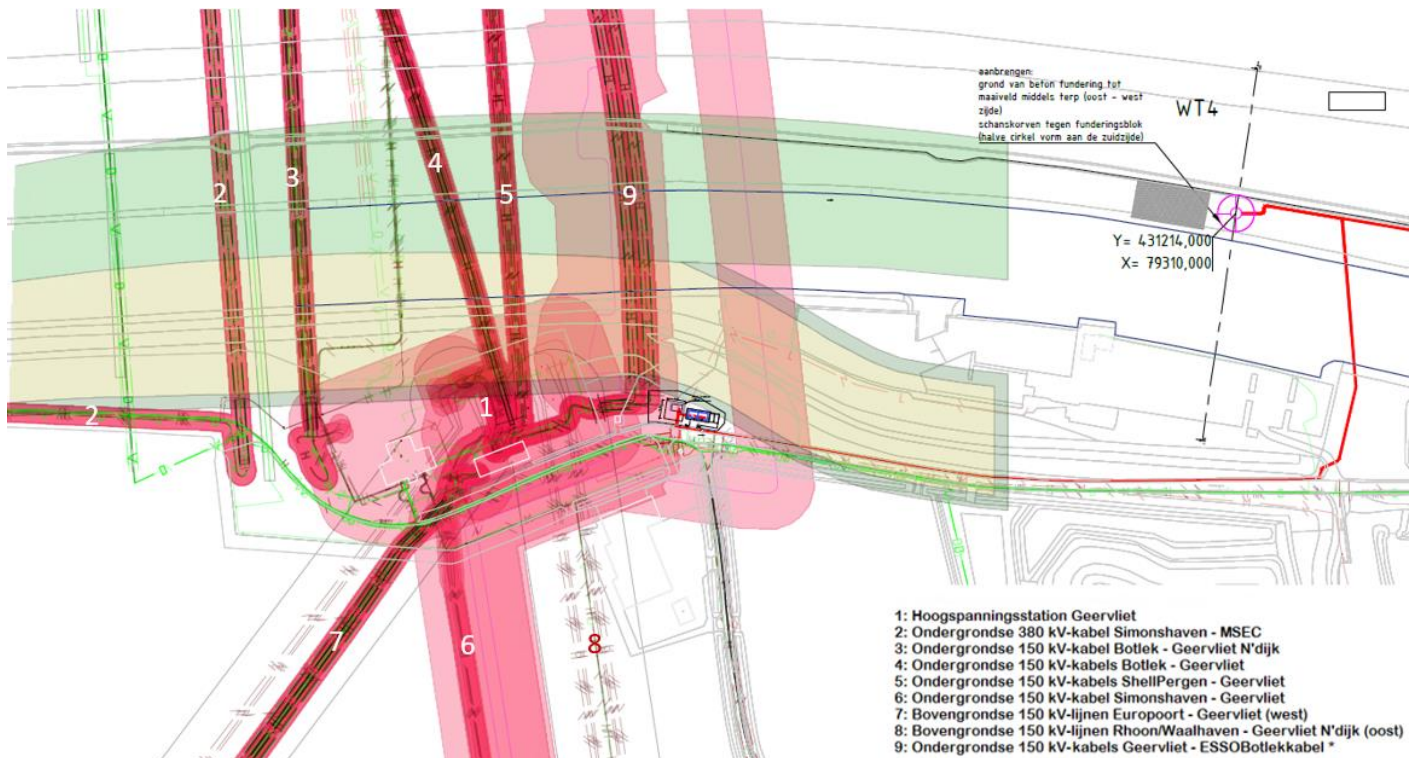 aanbrengen:
grond van beton fundering tot
maaiveld middels terp (oost - west
zijde)
schanskorven tegen funderingsblok
(halve cirkel vorm aan de zuidzijde)
WT4
Y= 431214,000
X= 79310,000
2
3
4
5
9
2
1
7
6
8
1: Hoogspanningsstation Geervliet
2: Ondergrondse 380 kV-kabel Simonshaven - MSEC
3: Ondergrondse 150 kV-kabel Botlek - Geervliet N'dijk
4: Ondergrondse 150 kV-kabels Botlek - Geervliet
5: Ondergrondse 150 kV-kabels ShellPergen - Geervliet
6: Ondergrondse 150 kV-kabel Simonshaven - Geervliet
7: Bovengrondse 150 kV-lijnen Europoort - Geervliet (west)
8: Bovengrondse 150 kV-lijnen Rhoon/Waalhaven - Geervliet N'dijk (oost)
9: Ondergrondse 150 kV-kabels Geervliet - ESSOBotlekkabel *